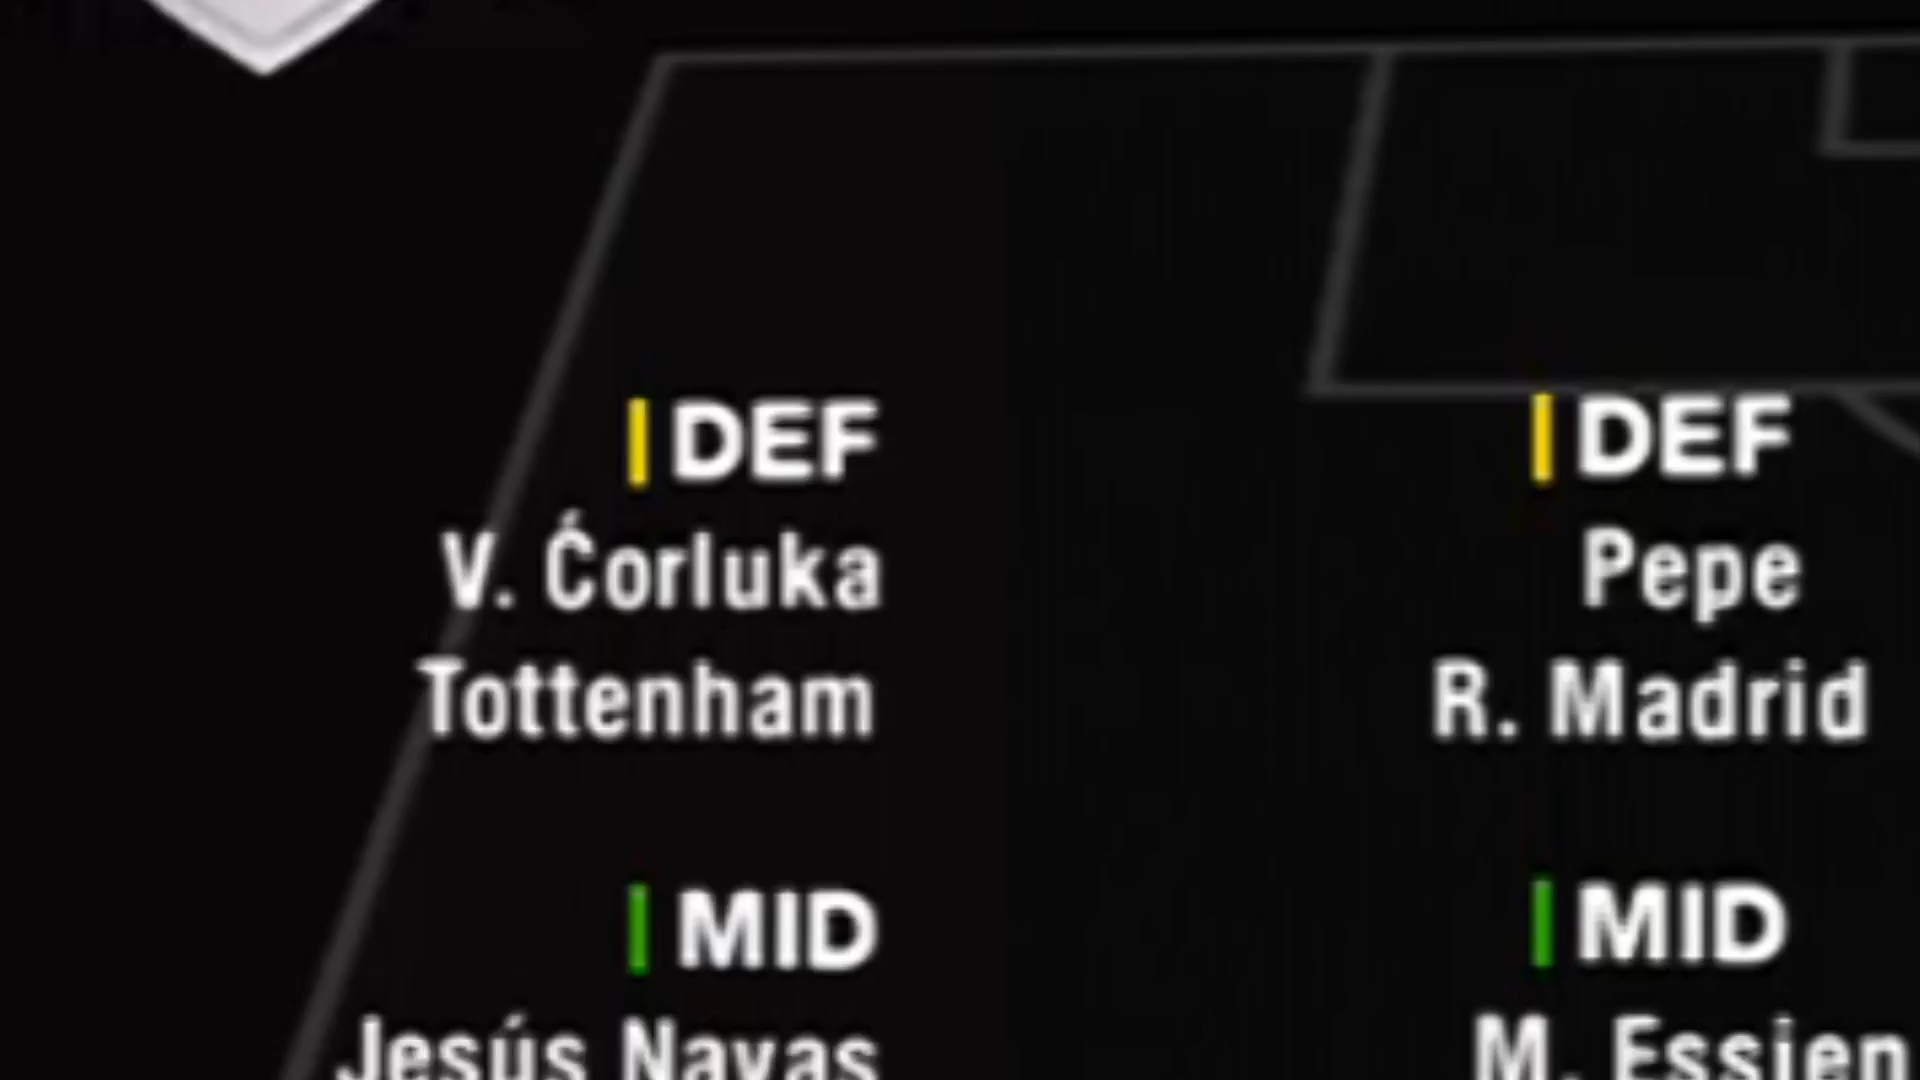 DEF
V. Ćorluka
Tottenham
DEF
Pepe
R. Madrid
MID
Jesús Navas
MID
M. Essien